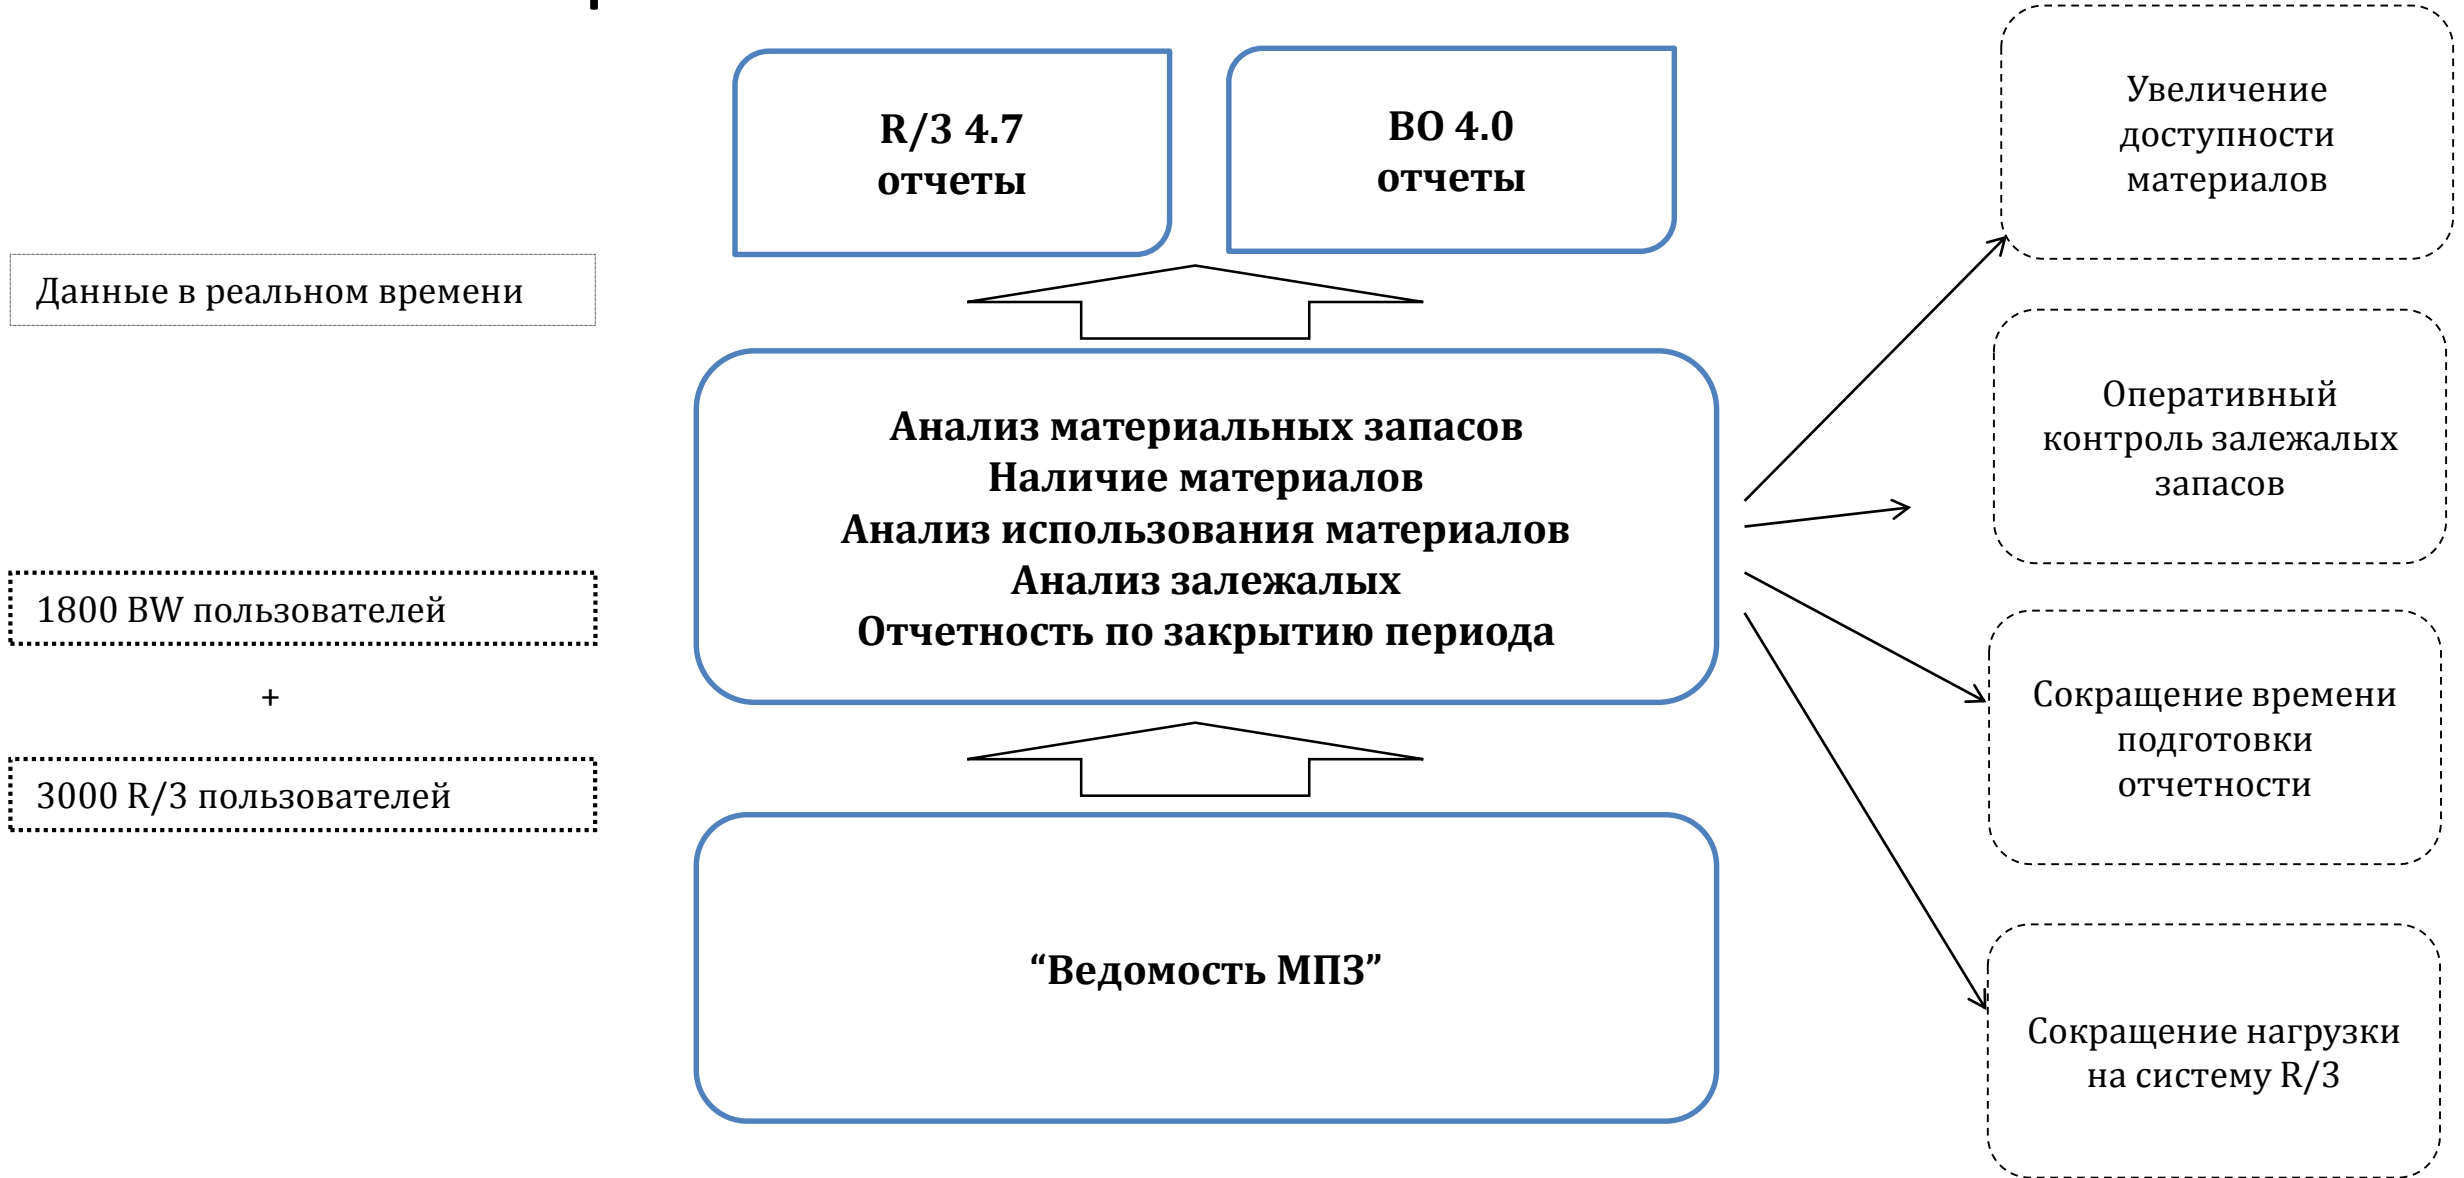 R/3 4.7
отчеты
BO 4.0
отчеты
Увеличение
доступности
материалов
Данные в реальном времени
Оперативный
контроль залежалых
запасов
Анализ материальных запасов
Наличие материалов
Анализ использования материалов
Анализ залежалых
Отчетность по закрытию периода
1800 BW пользователей
+
3000 R/3 пользователей
Сокращение времени
подготовки
отчетности
“Ведомость МПЗ”
Сокращение нагрузки
на систему R/3